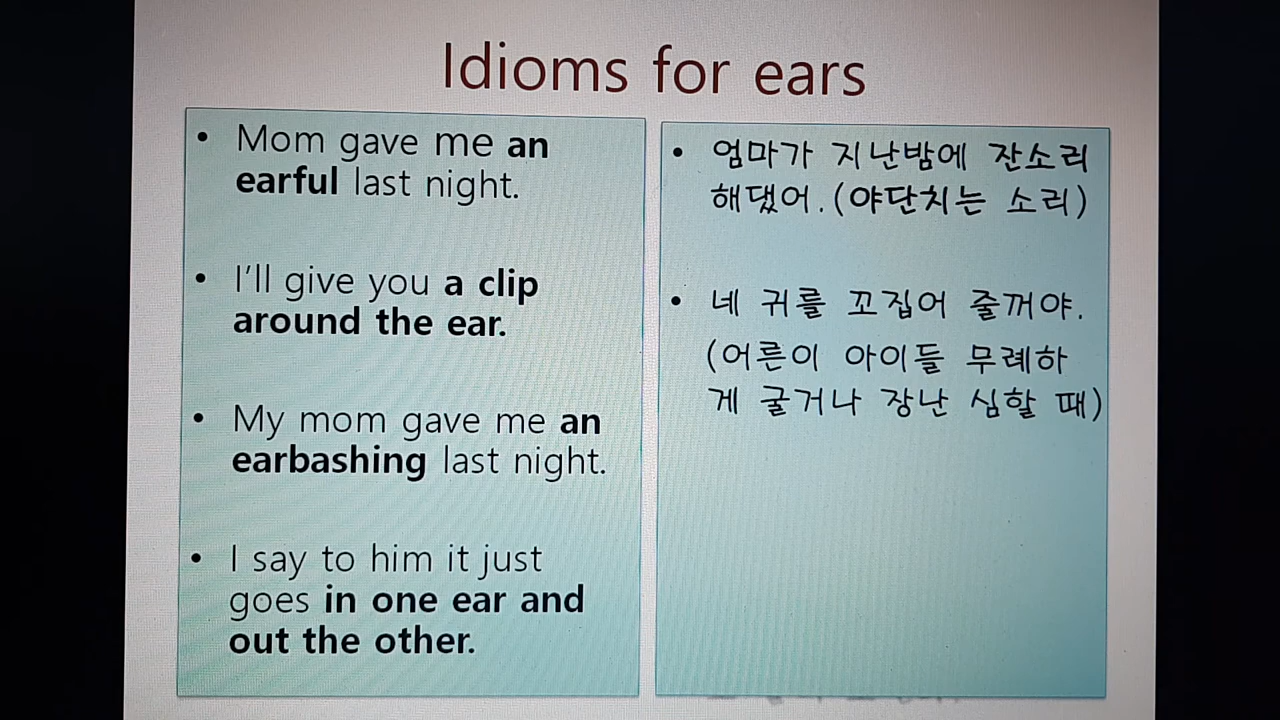 Idioms for ears
• Mom gave me an
earful last night.
• I'll give you a clip
around the ear.
• My mom gave me an
earbashing last night.
• I say to him it just
goes in one ear and
out the other.
• 엄마가 지난밤에 잔소리
해댔어.(야단치는 소리)
• 네 귀를 꼬집어 줄꺼야.
(어른이 아이들 무례하
게 굴거나 장난 심할 때)